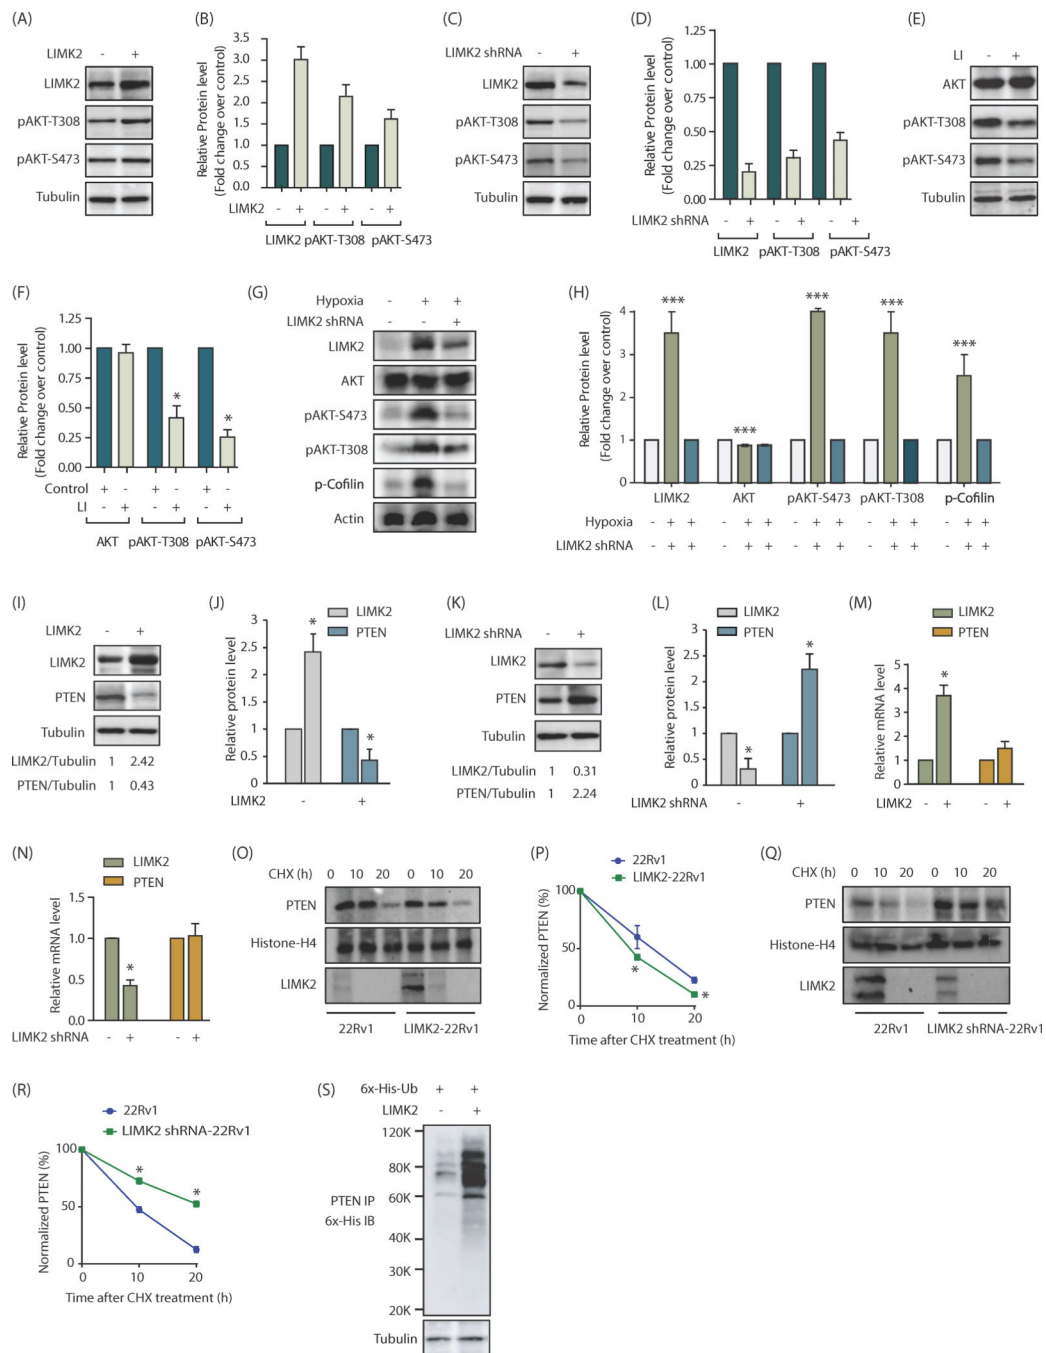 (A)
LIMK2 - +
LIMK2
pAKT-T308
pAKT-S473
Tubulin
(B)
Relative Protein level
(Fold change over control)
3.5
3.0
2.5
2.0
1.5
1.0
0.5
0.0
LIMK2 - + - + - +
LIMK2 pAKT-T308 pAKT-S473
(C)
LIMK2 shRNA - +
LIMK2
pAKT-T308
pAKT-S473
Tubulin
(D)
Relative Protein level
(Fold change over control)
1.25
1.00
0.75
0.50
0.25
0
LIMK2 shRNA - + - + - +
LIMK2 pAKT-T308 pAKT-S473
(E)
LI - +
AKT
pAKT-T308
pAKT-S473
Tubulin
(F)
Relative Protein level
(Fold change over control)
1.25
1.00
0.75
0.50
0.25
0.00
* *
Control + - + - + -
LI - + - + - +
AKT pAKT-T308 pAKT-S473
(G)
Hypoxia - + +
LIMK2 shRNA - - +
LIMK2
AKT
pAKT-S473
pAKT-T308
p-Cofilin
Actin
(H)
Relative Protein level
(Fold change over control)
4
2
1
0
*** *** *** *** ***
LIMK2 AKT pAKT-S473 pAKT-T308 p-Cofilin
Hypoxia - + + - + + - + + - + + - + +
LIMK2 shRNA - + + - + + - + + - + + - + +
(I)
LIMK2 - +
LIMK2
PTEN
Tubulin
LIMK2/Tubulin 1 2.42
PTEN/Tubulin 1 0.43
(J)
LIMK2
PTEN
Relative protein level
3
2.5
2
1
0.5
0
* *
LIMK2 - +
(K)
LIMK2 shRNA - +
LIMK2
PTEN
Tubulin
LIMK2/Tubulin 1 0.31
PTEN/Tubulin 1 2.24
(L)
LIMK2
PTEN
Relative protein level
3
2.5
2
1.5
1
0.5
0
* *
LIMK2 shRNA - +
(M)
LIMK2
PTEN
Relative mRNA level
5
4
3
2
1
0
*
LIMK2 - + - +
(N)
LIMK2
PTEN
Relative mRNA level
1.5
1.0
0.5
0
*
LIMK2 shRNA - + - +
(O)
CHX (h) 0 10 20 0 10 20
PTEN
Histone-H4
LIMK2
22Rv1 LIMK2-22Rv1
(P)
22Rv1
LIMK2-22Rv1
Normalized PTEN (%)
100
50
0
* *
0 10 20
Time after CHX treatment (h)
(Q)
CHX (h) 0 10 20 0 10 20
PTEN
Histone-H4
LIMK2
22Rv1 LIMK2 shRNA-22Rv1
(R)
22Rv1
LIMK2 shRNA-22Rv1
Normalized PTEN (%)
100
50
0
* *
0 10 20
Time after CHX treatment (h)
(S)
6x-His-Ub + +
LIMK2 - +
120K
80K
PTEN IP 60K
6x-His IB
40K
30K
20K
Tubulin